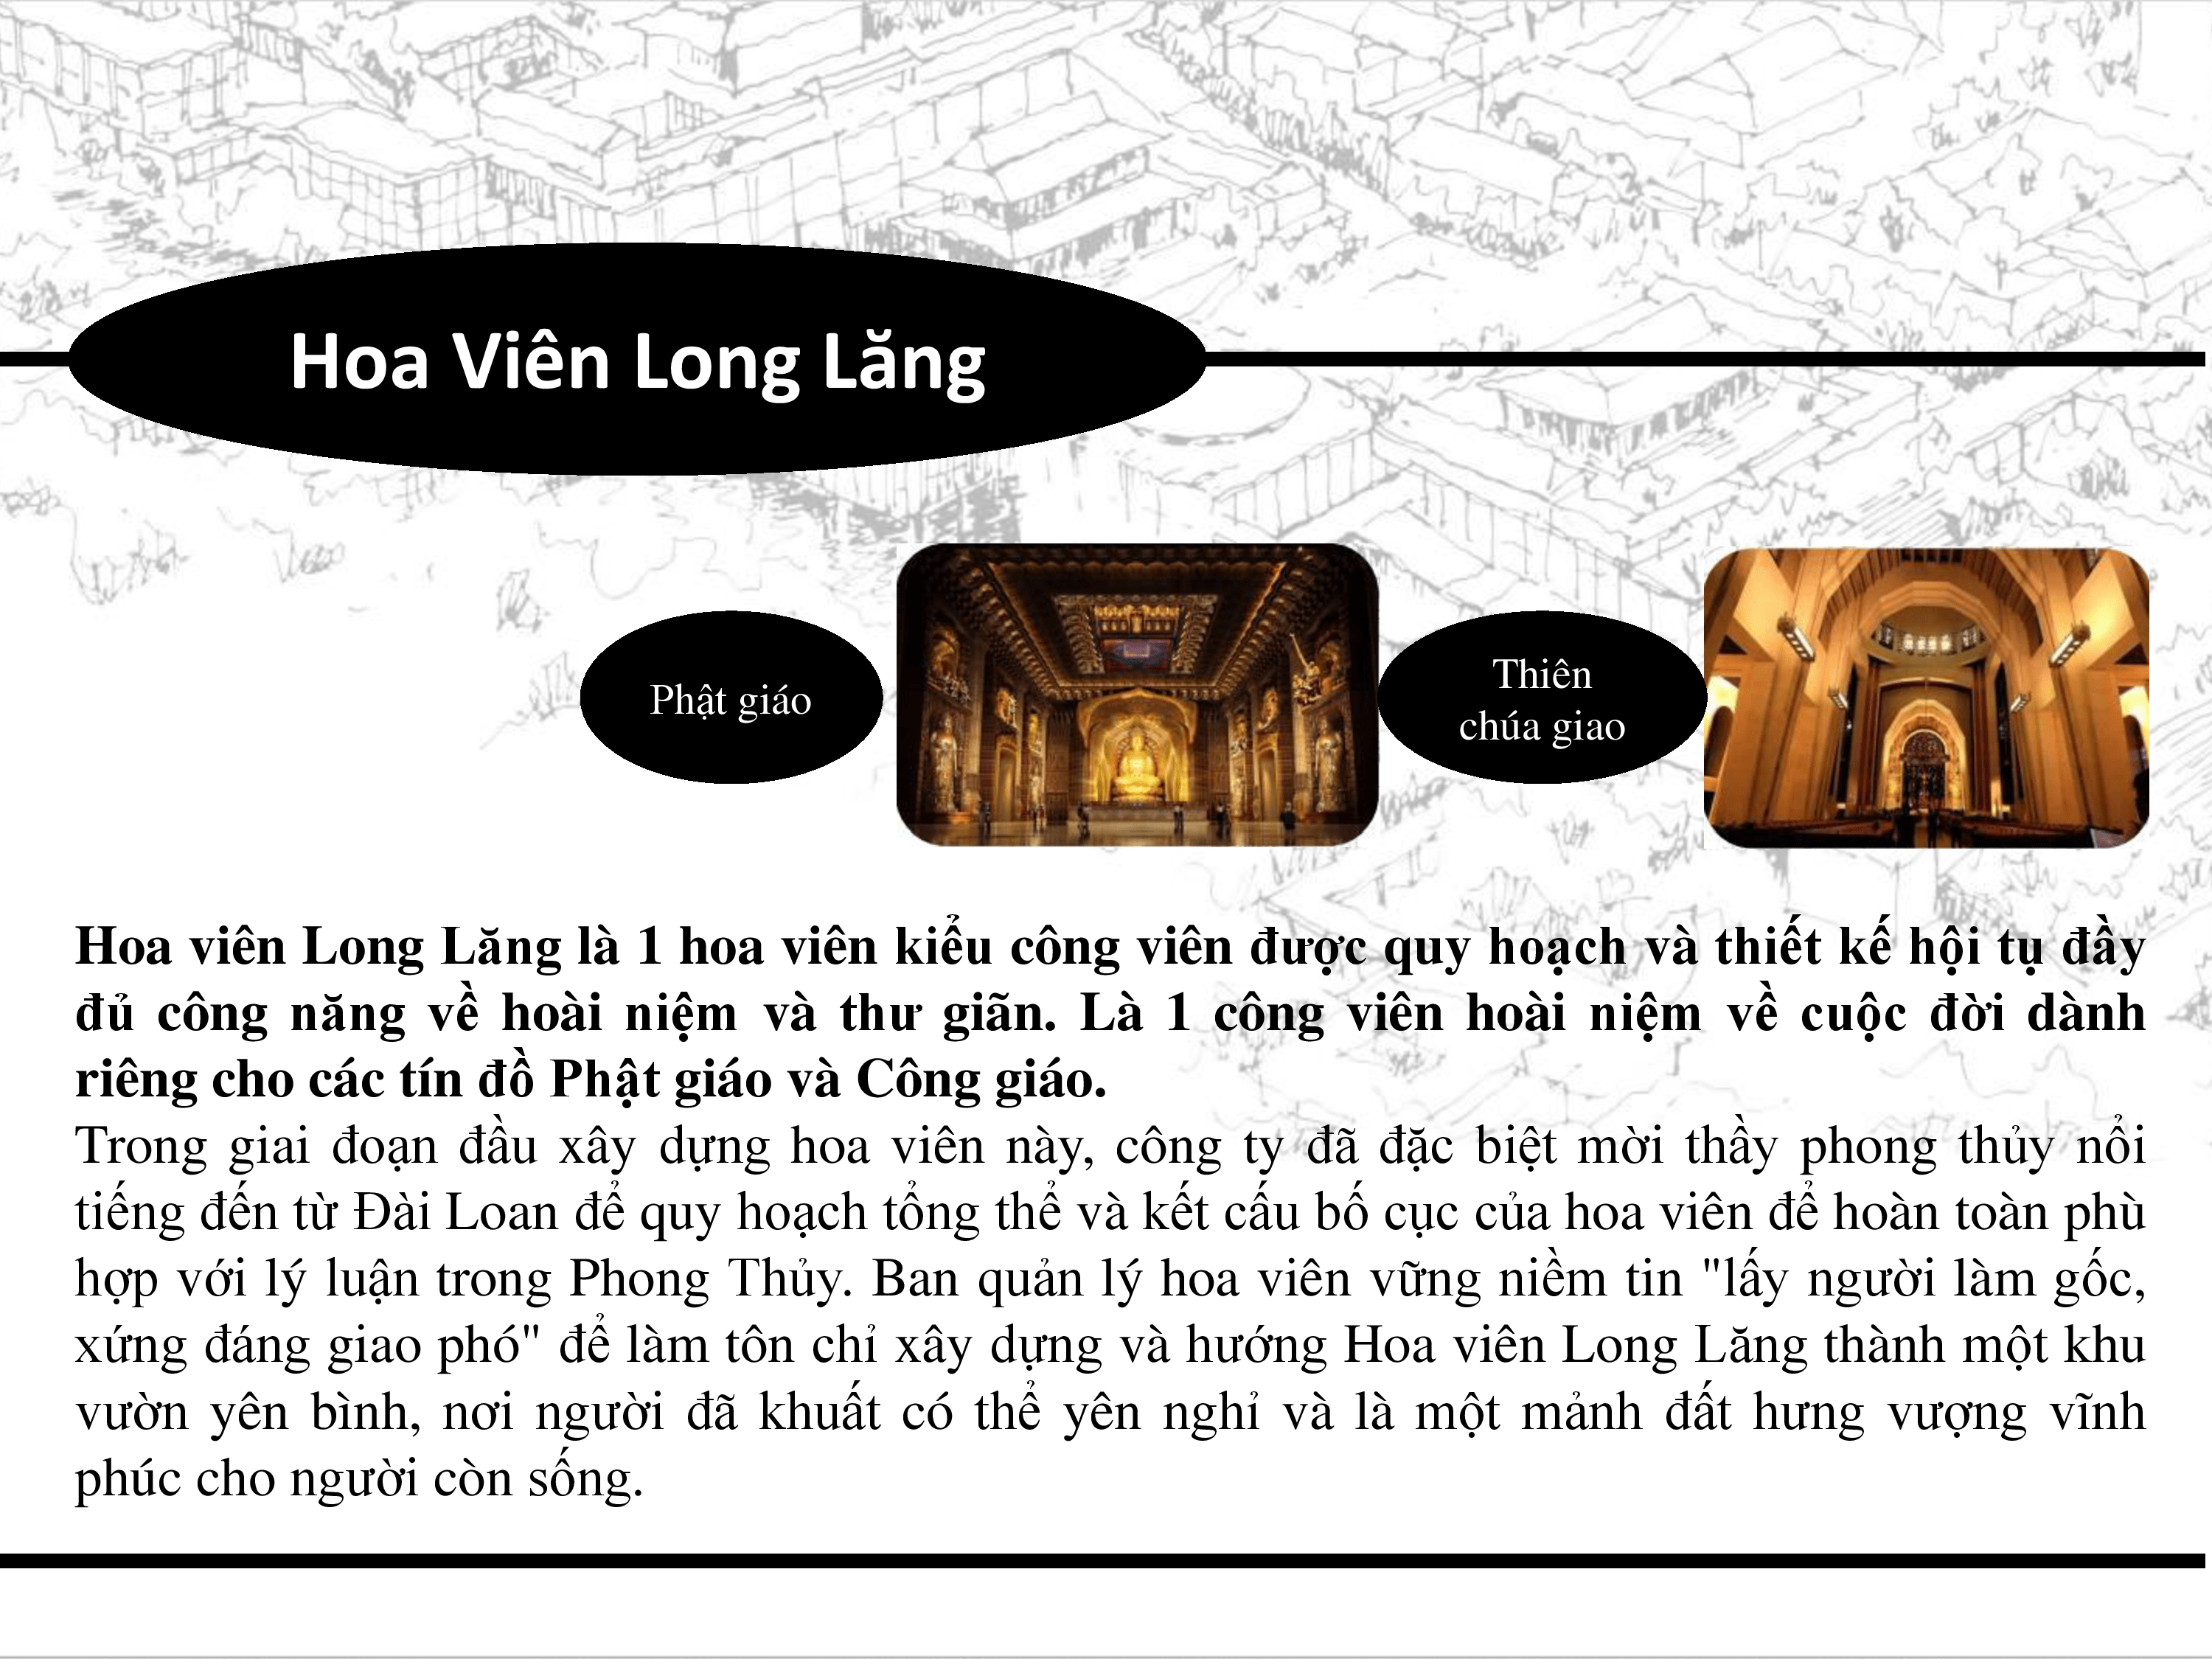 Hoa Viên Long Lăng
Phật giáo
Thiên
chúa giao
Hoa viên Long Lăng là 1 hoa viên kiểu công viên được quy hoạch và thiết kế hội tụ đầy
đủ công năng về hoài niệm và thư giãn. Là 1 công viên hoài niệm về cuộc đời dành
riêng cho các tín đồ Phật giáo và Công giáo.
Trong giai đoạn đầu xây dựng hoa viên này, công ty đã đặc biệt mời thầy phong thủy nổi
tiếng đến từ Đài Loan để quy hoạch tổng thể và kết cấu bố cục của hoa viên để hoàn toàn phù
hợp với lý luận trong Phong Thủy. Ban quản lý hoa viên vững niềm tin "lấy người làm gốc,
xứng đáng giao phó" để làm tôn chỉ xây dựng và hướng Hoa viên Long Lăng thành một khu
vườn yên bình, nơi người đã khuất có thể yên nghỉ và là một mảnh đất hưng vượng vĩnh
phúc cho người còn sống.